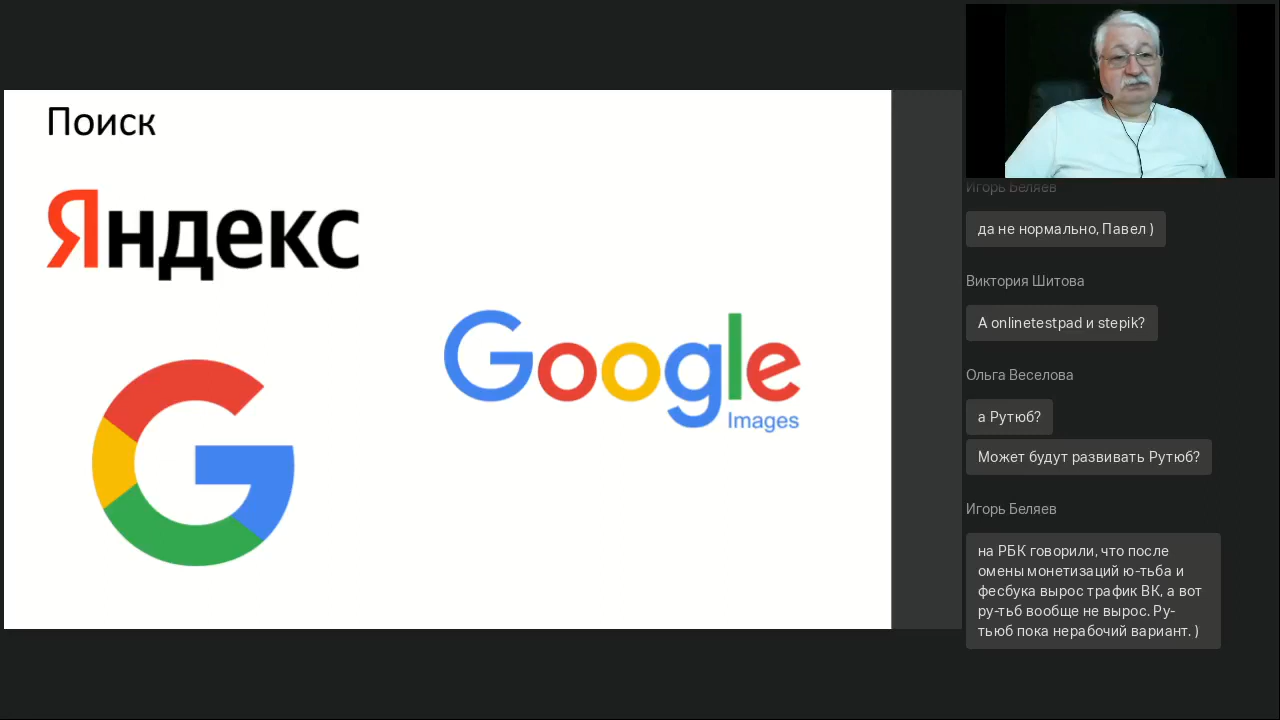 Поиск
Яндекс
G
Google
Images
Игорь Беляев
да не нормально, Павел )
Виктория Шитова
А onlinetestpad и stepik?
Ольга Веселова
а Рутюб?
Может будут развивать Рутюб?
Игорь Беляев
на РБК говорили, что после
омены монетизаций ю-тьба и
фесбука вырос трафик ВК, а вот
ру-тьб вообще не вырос. Ру-
тьюб пока нерабочий вариант. )